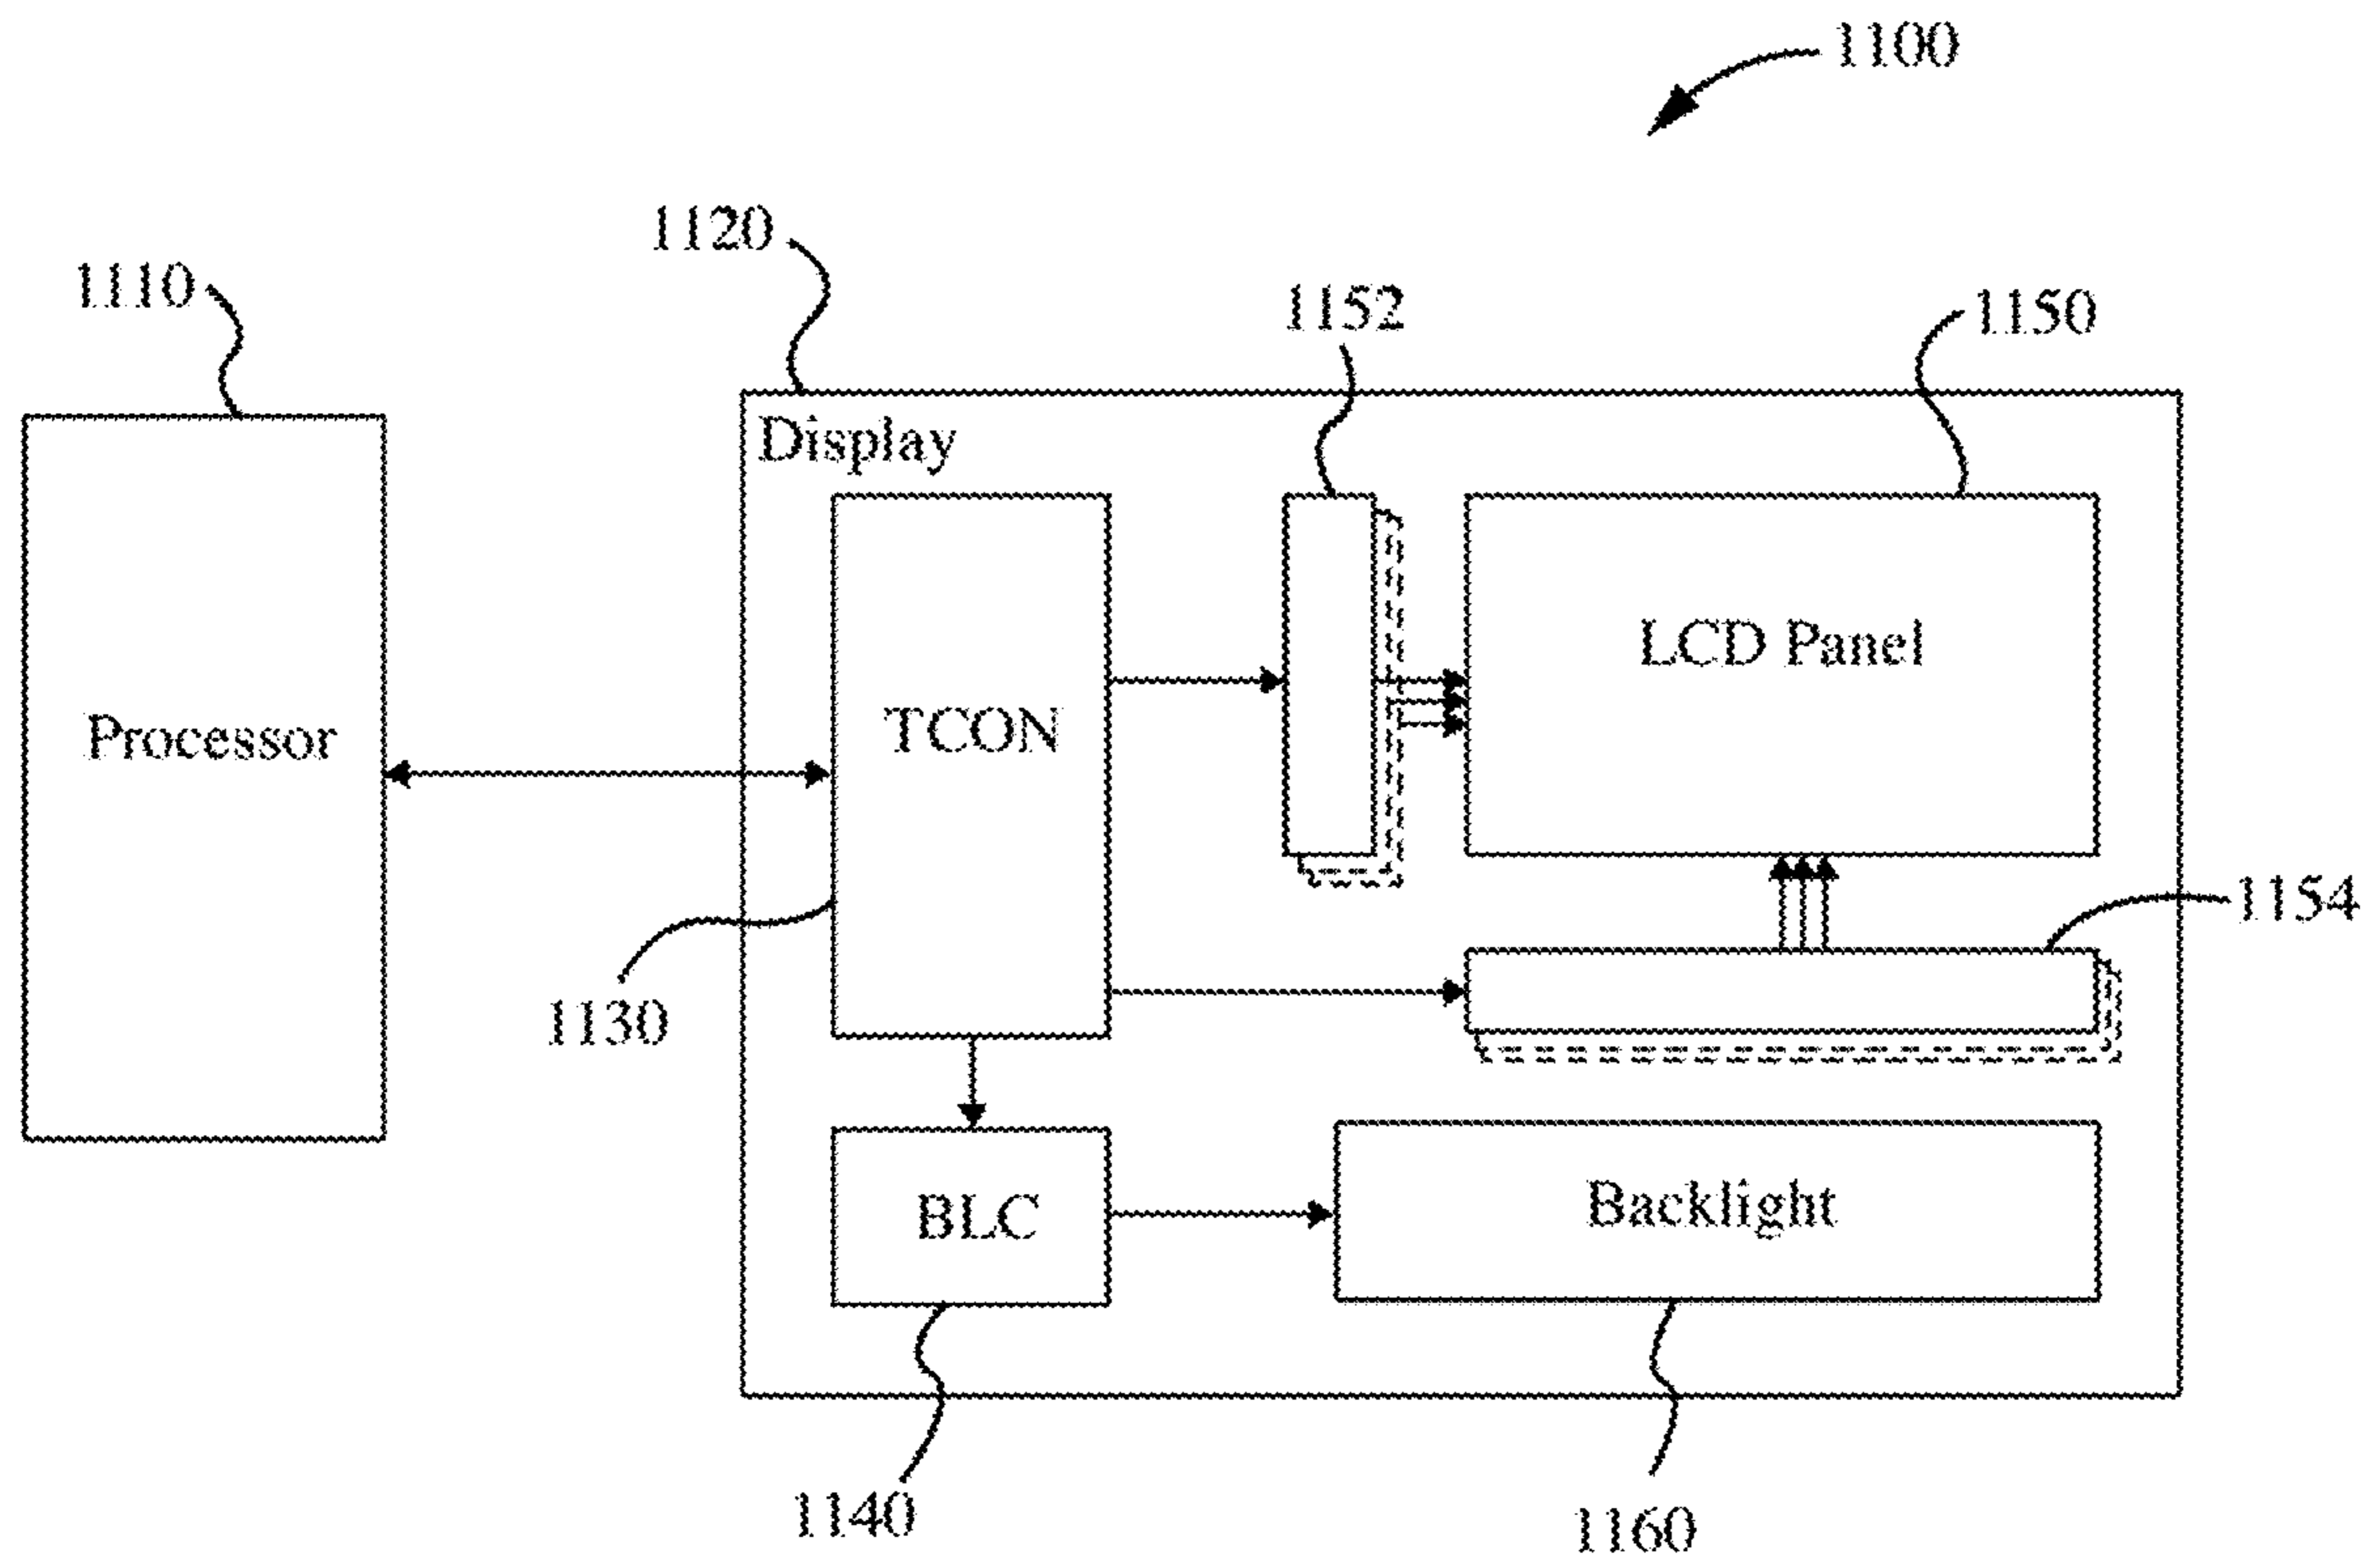 1100
1120
1110
1152
1150
Display
LCD Panel
TCON
Processor
1154
1130
Backlight
BLC
1140
1160